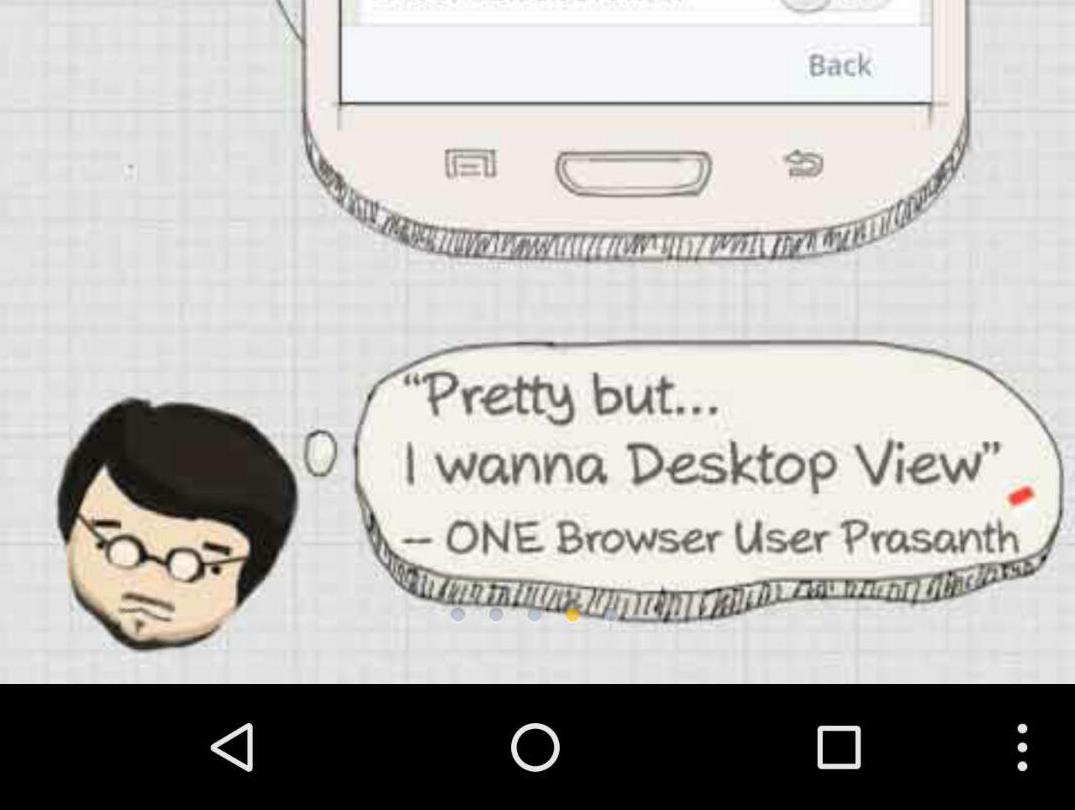 Back
“Pretty but...
I wanna Desktop View”
– ONE Browser User Prasanth